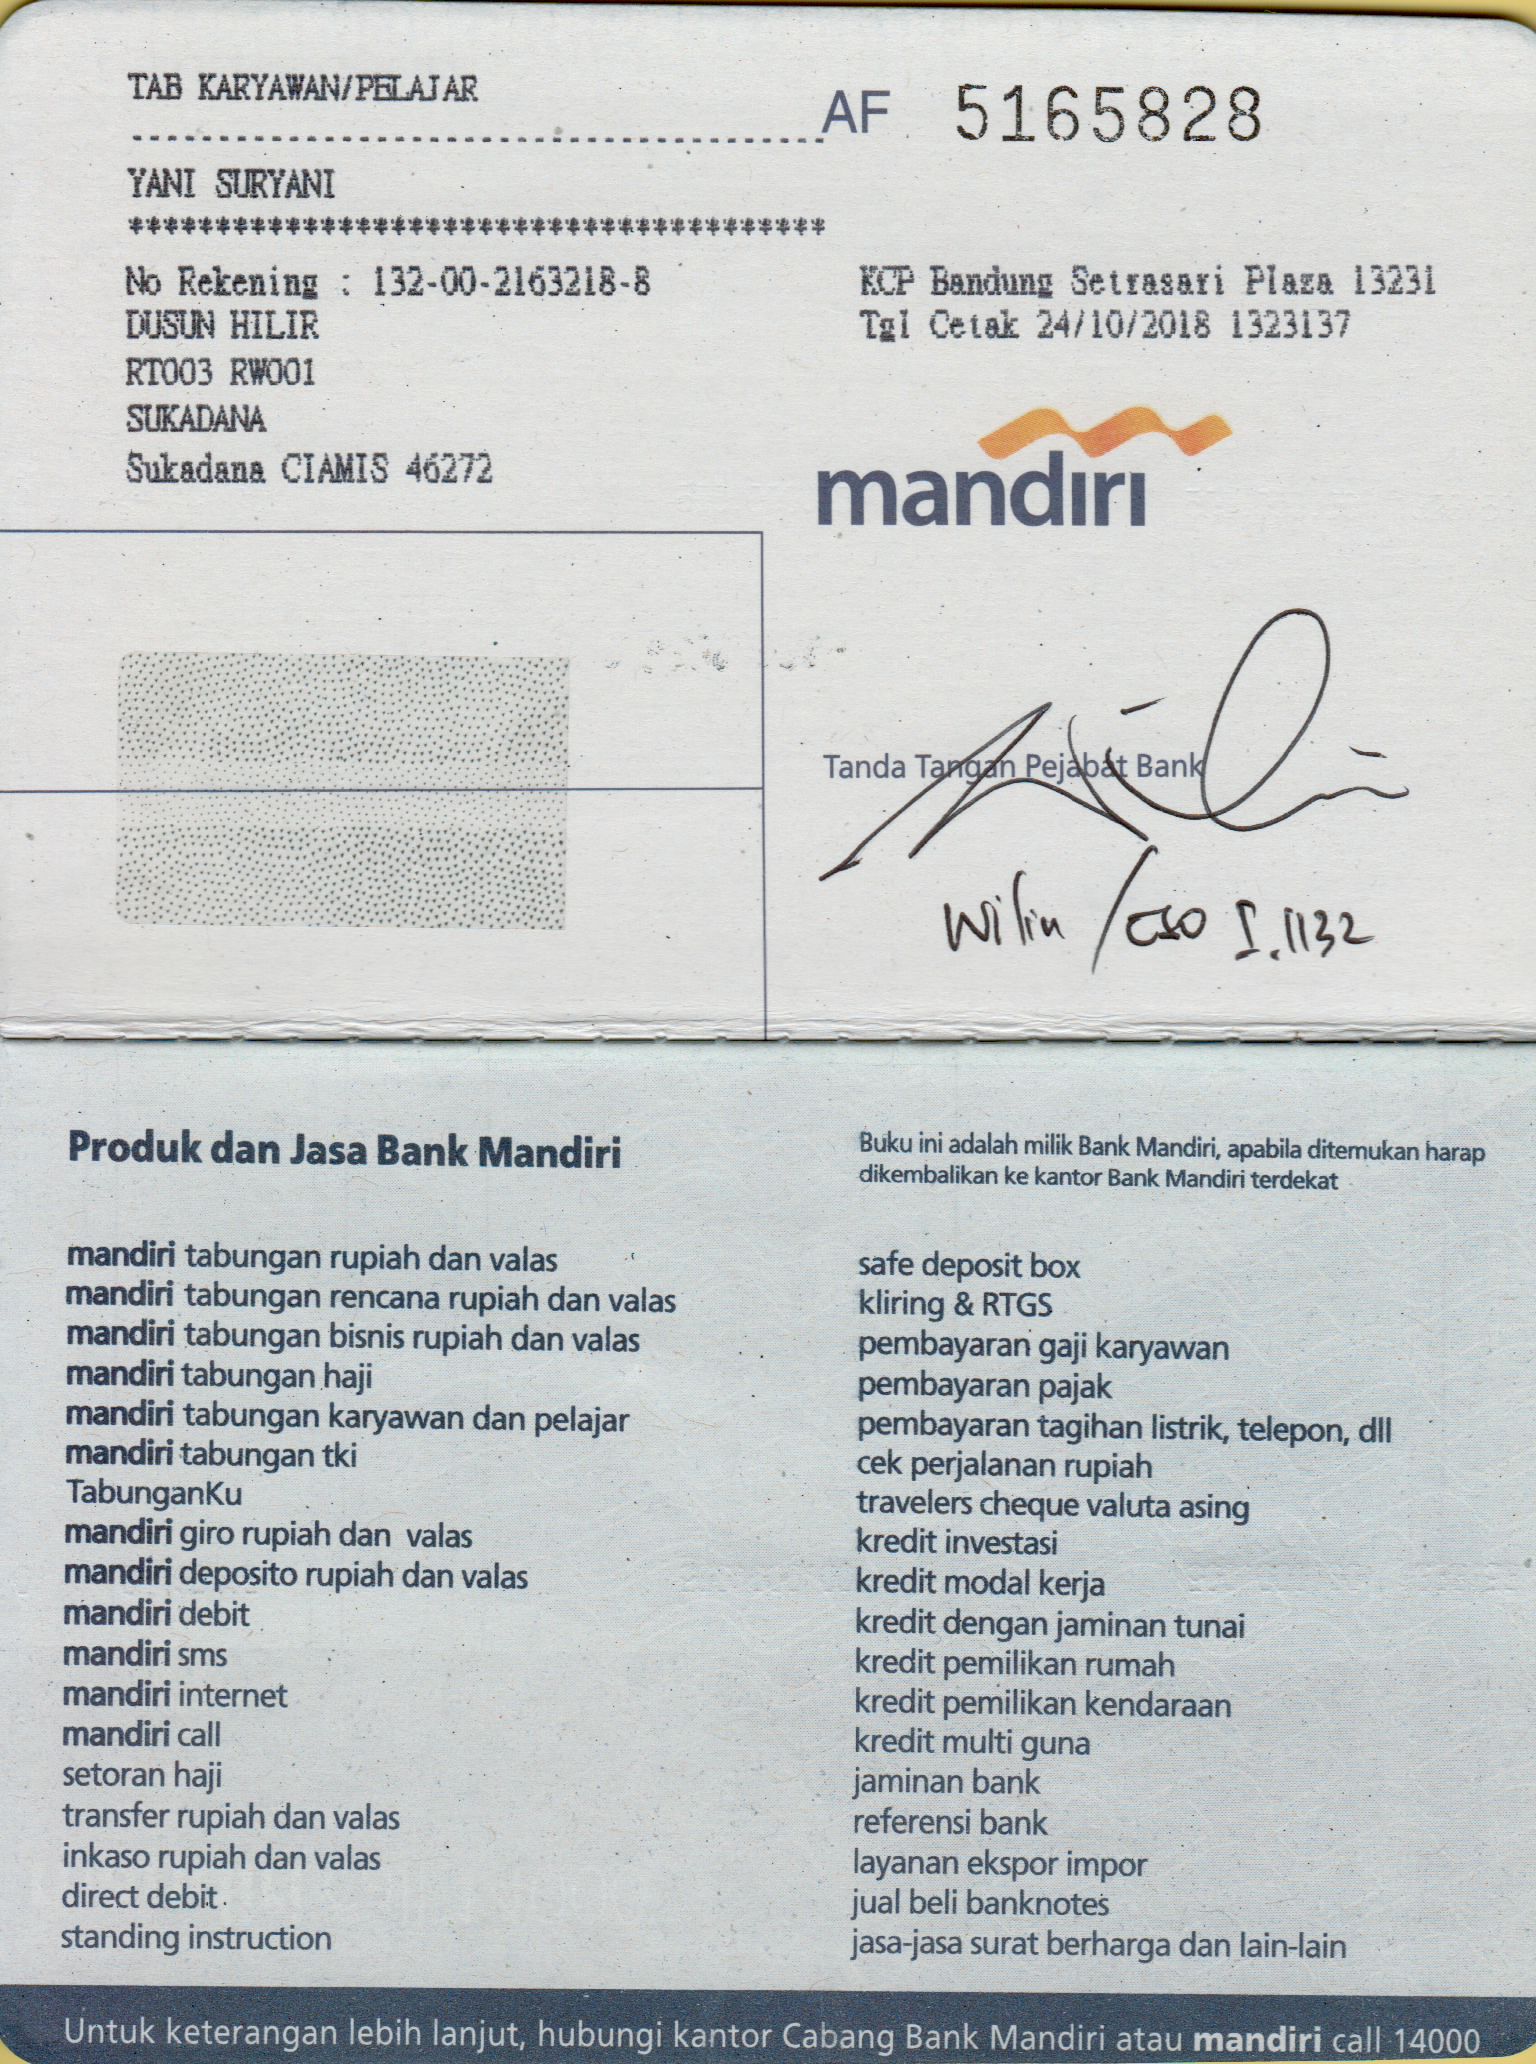 TAB KARYAWAN/PELAJAR
AF 5165828
YANI SURYANI
****************************************
No Rekening : 132-00-2163218-8
DUSUN HILIR
RT003 RW001
SUKADANA
Sukadana CIAMIS 46272
KCP Bandung Setrasari Plaza 13231
Tgl Cetak 24/10/2018 1323137
mandiri
Tanda Tangan Pejabat Bank
/ CSO I.1132
Produk dan Jasa Bank Mandiri
mandiri tabungan rupiah dan valas
mandiri tabungan rencana rupiah dan valas
mandiri tabungan bisnis rupiah dan valas
mandiri tabungan haji
mandiri tabungan karyawan dan pelajar
mandiri tabungan tki
TabunganKu
mandiri giro rupiah dan valas
mandiri deposito rupiah dan valas
mandiri debit
mandiri sms
mandiri internet
mandiri call
setoran haji
transfer rupiah dan valas
inkaso rupiah dan valas
direct debit
standing instruction
Buku ini adalah milik Bank Mandiri, apabila ditemukan harap
dikembalikan ke kantor Bank Mandiri terdekat
safe deposit box
kliring & RTGS
pembayaran gaji karyawan
pembayaran pajak
pembayaran tagihan listrik, telepon, dll
cek perjalanan rupiah
travelers cheque valuta asing
kredit investasi
kredit modal kerja
kredit dengan jaminan tunai
kredit pemilikan rumah
kredit pemilikan kendaraan
kredit multi guna
jaminan bank
referensi bank
layanan ekspor impor
jual beli banknotes
jasa-jasa surat berharga dan lain-lain
Untuk keterangan lebih lanjut, hubungi kantor Cabang Bank Mandiri atau mandiri call 14000